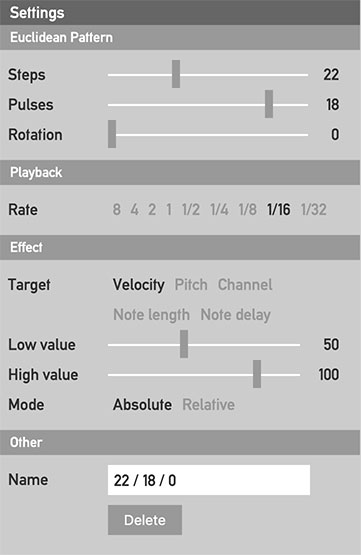 Settings
Euclidean Pattern
Steps 22
Pulses 18
Rotation 0
Playback
Rate 8 4 2 1 1/2 1/4 1/8 1/16 1/32
Effect
Target Velocity Pitch Channel
Note length Note delay
Low value 50
High value 100
Mode Absolute Relative
Other
Name 22 / 18 / 0
Delete